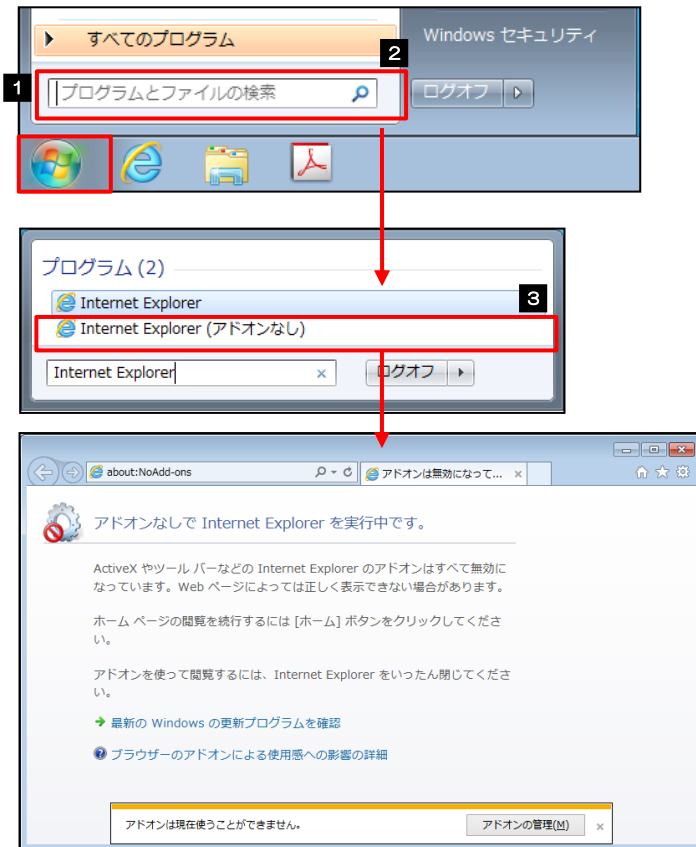 すべてのプログラム
Windows セキュリティ
2
1
プログラムとファイルの検索
ログオフ
プログラム (2)
Internet Explorer
3
Internet Explorer (アドオンなし)
Internet Explorer
ログオフ
about:NoAdd-ons
アドオンは無効になって...
アドオンなしで Internet Explorer を実行中です。
ActiveX やツール バーなどの Internet Explorer のアドオンはすべて無効に
なっています。Web ページによっては正しく表示できない場合があります。
ホーム ページの閲覧を続行するには [ホーム] ボタンをクリックしてくださ
い。
アドオンを使って閲覧するには、Internet Explorer をいったん閉じてくださ
い。
最新の Windows の更新プログラムを確認
ブラウザーのアドオンによる使用感への影響の詳細
アドオンは現在使うことができません。
アドオンの管理(M)